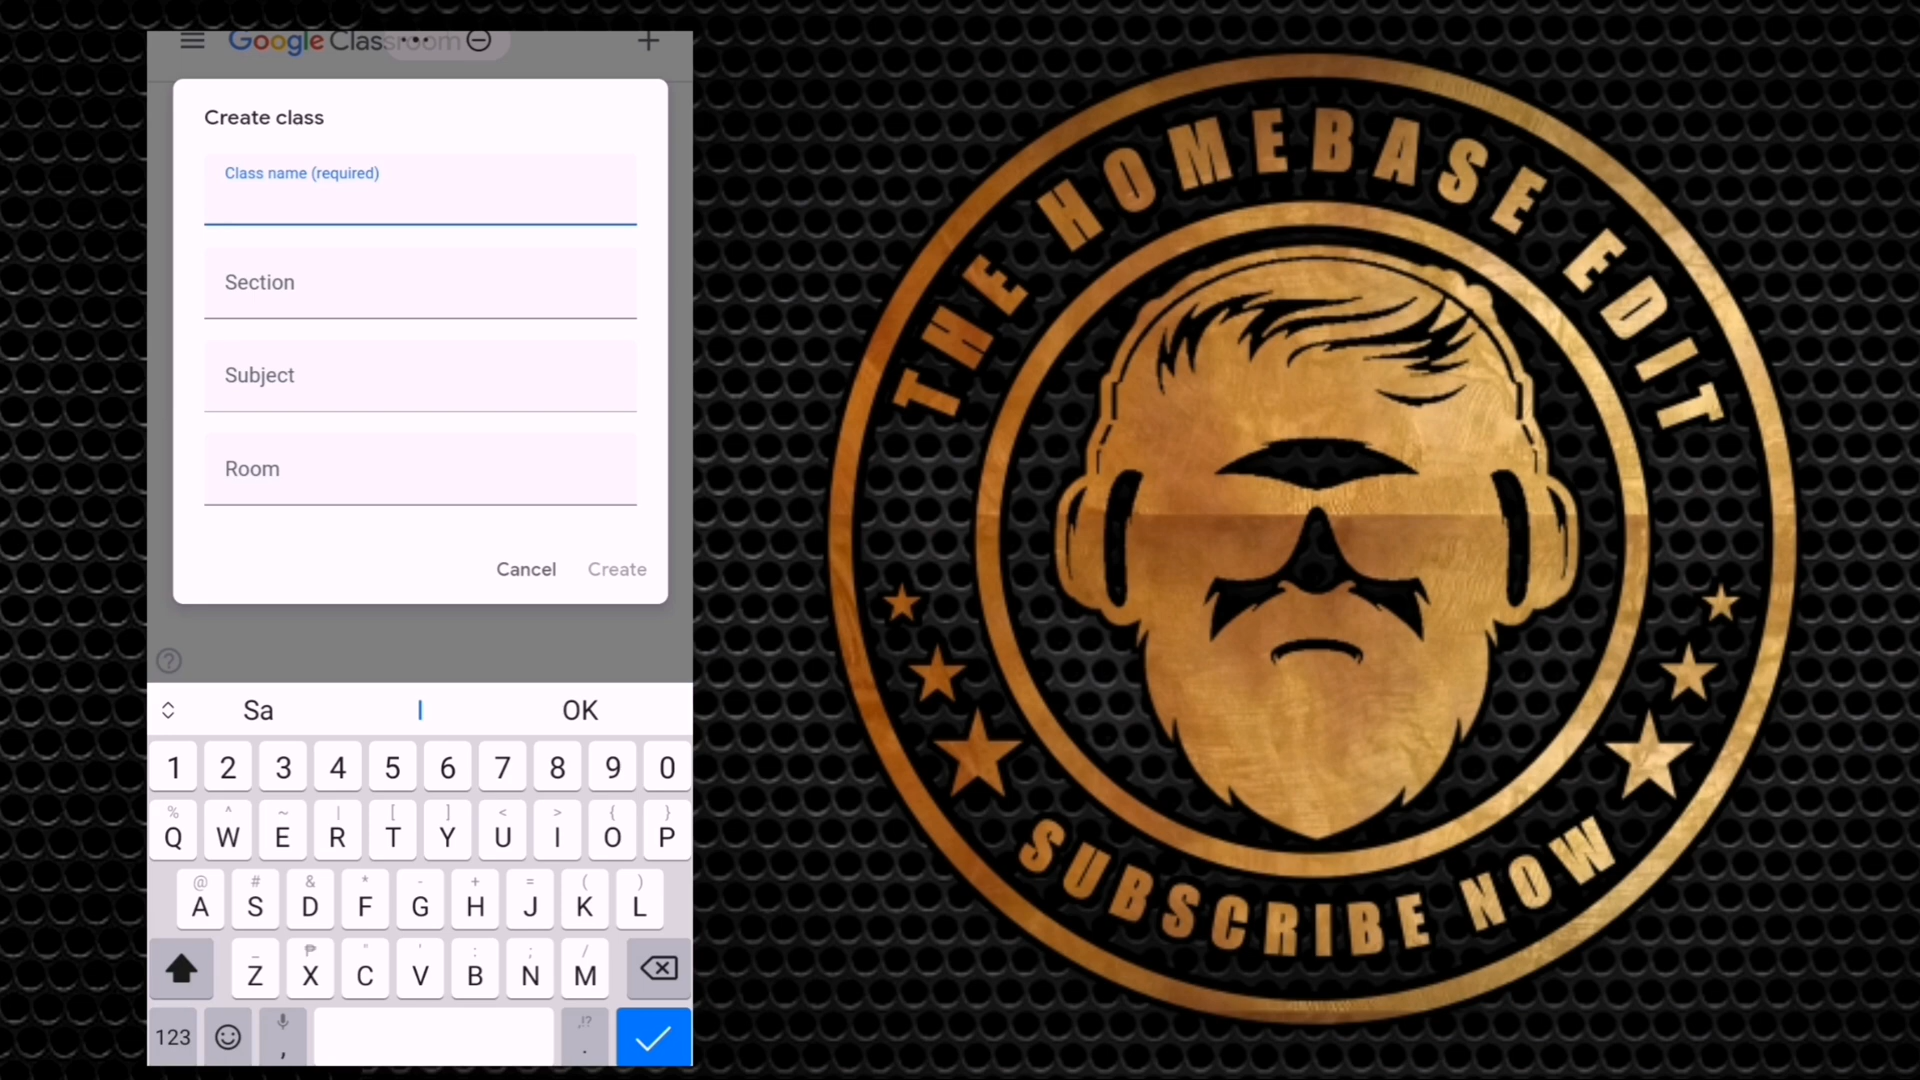 Google Classroom
Create class
Class name (required)
Section
Subject
Room
Cancel Create
?
Sa I OK
1 2 3 4 5 6 7 8 9 0
% ^ ~ | [ ] < > { }
Q W E R T Y U I O P
@ # & * - + = ( )
A S D F G H J K L
_ ₱ " ' : ; /
Z X C V B N M
,!?
123 , .
THE HOMEBASE EDIT
SUBSCRIBE NOW